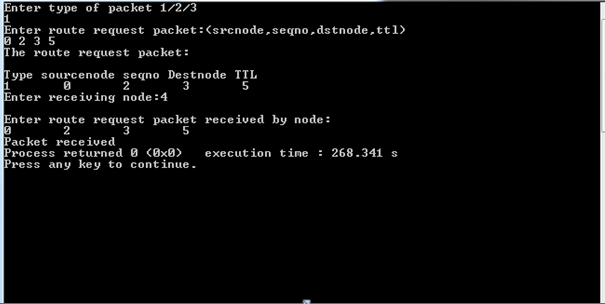 Enter type of packet 1/2/3
1
Enter route request packet:(srcnode,seqno,dstnode,ttl)
0 2 3 5
The route request packet:
Type sourcenode seqno Destnode TTL
1 0 2 3 5
Enter receiving node:4
Enter route request packet received by node:
0 2 3 5
Packet received
Process returned 0 (0x0) execution time : 268.341 s
Press any key to continue.